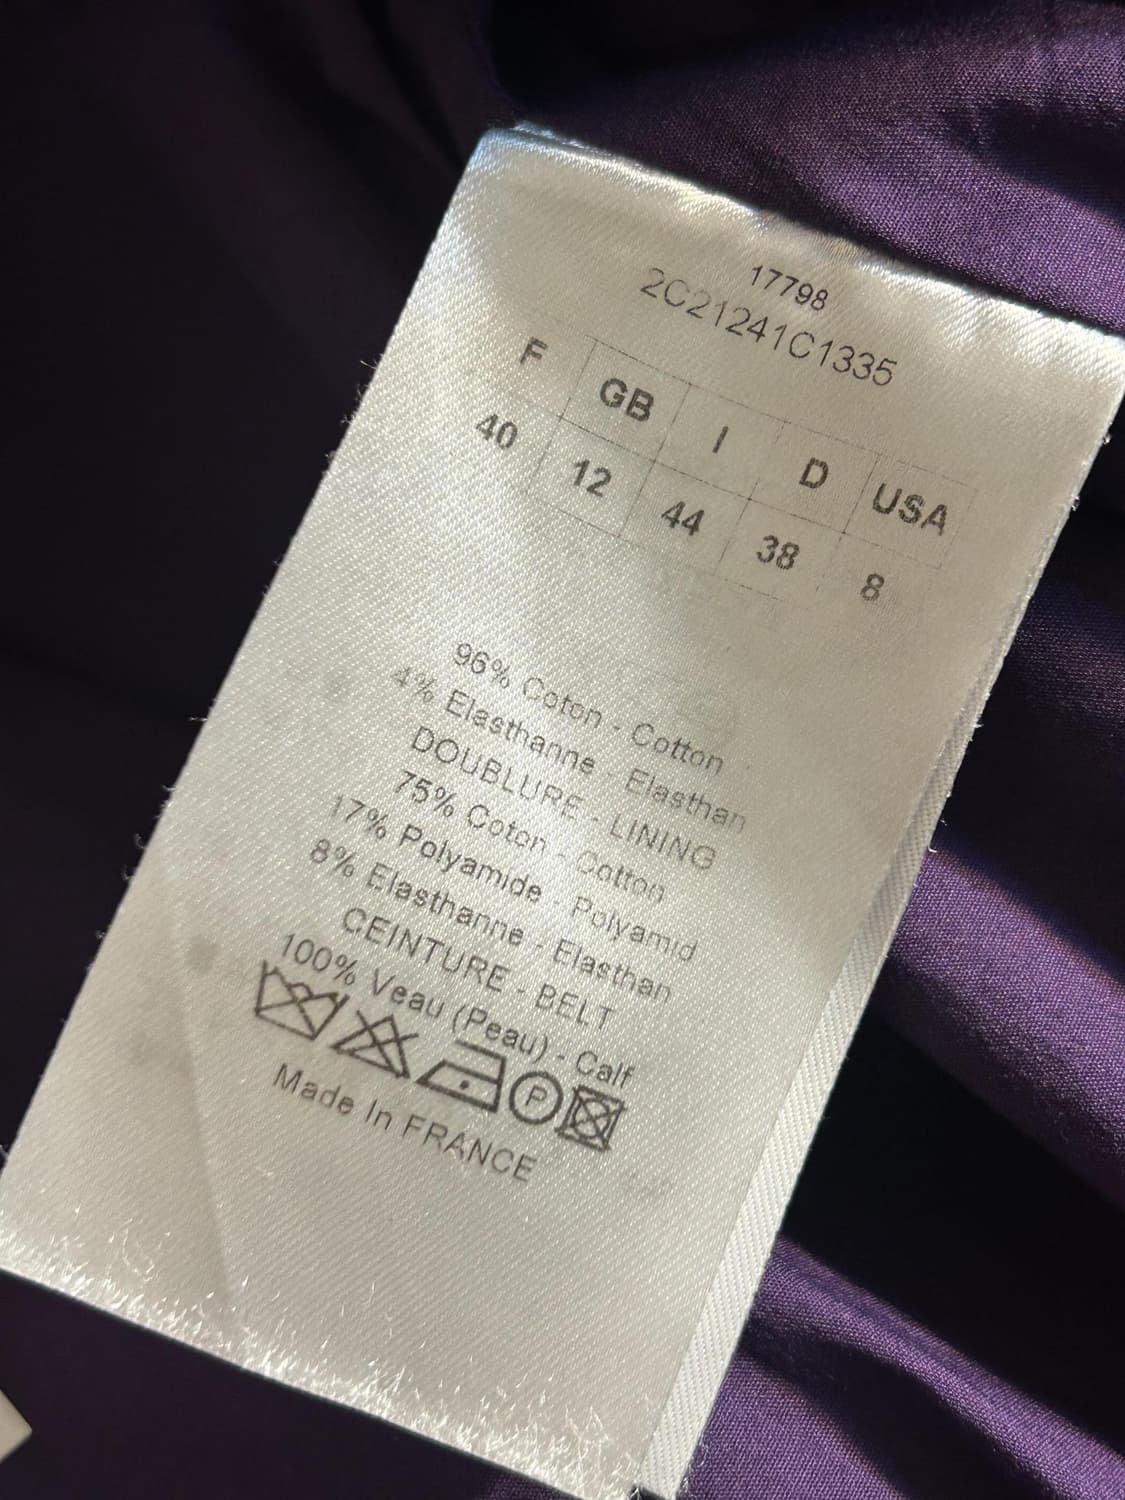 17798
2C21241C1335
F GB I D USA
40 12 44 38 8
96% Coton - Cotton
4% Elasthanne - Elasthan
DOUBLURE - LINING
75% Coton - Cotton
17% Polyamide - Polyamid
8% Elasthanne - Elasthan
CEINTURE - BELT
100% Veau (Peau) - Calf
P
Made In FRANCE